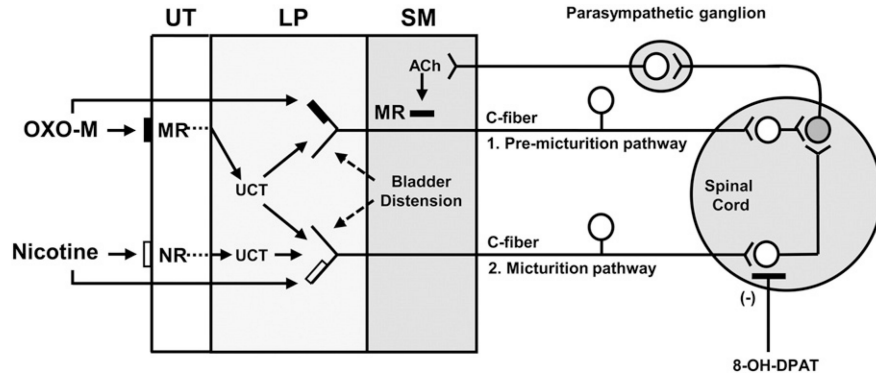 Parasympathetic ganglion
UT LP SM
ACh
OXO-M MR MR C-fiber
1. Pre-micturition pathway
UCT Bladder
Distension
Spinal
Cord
Nicotine NR UCT C-fiber
2. Micturition pathway
(-)
8-OH-DPAT